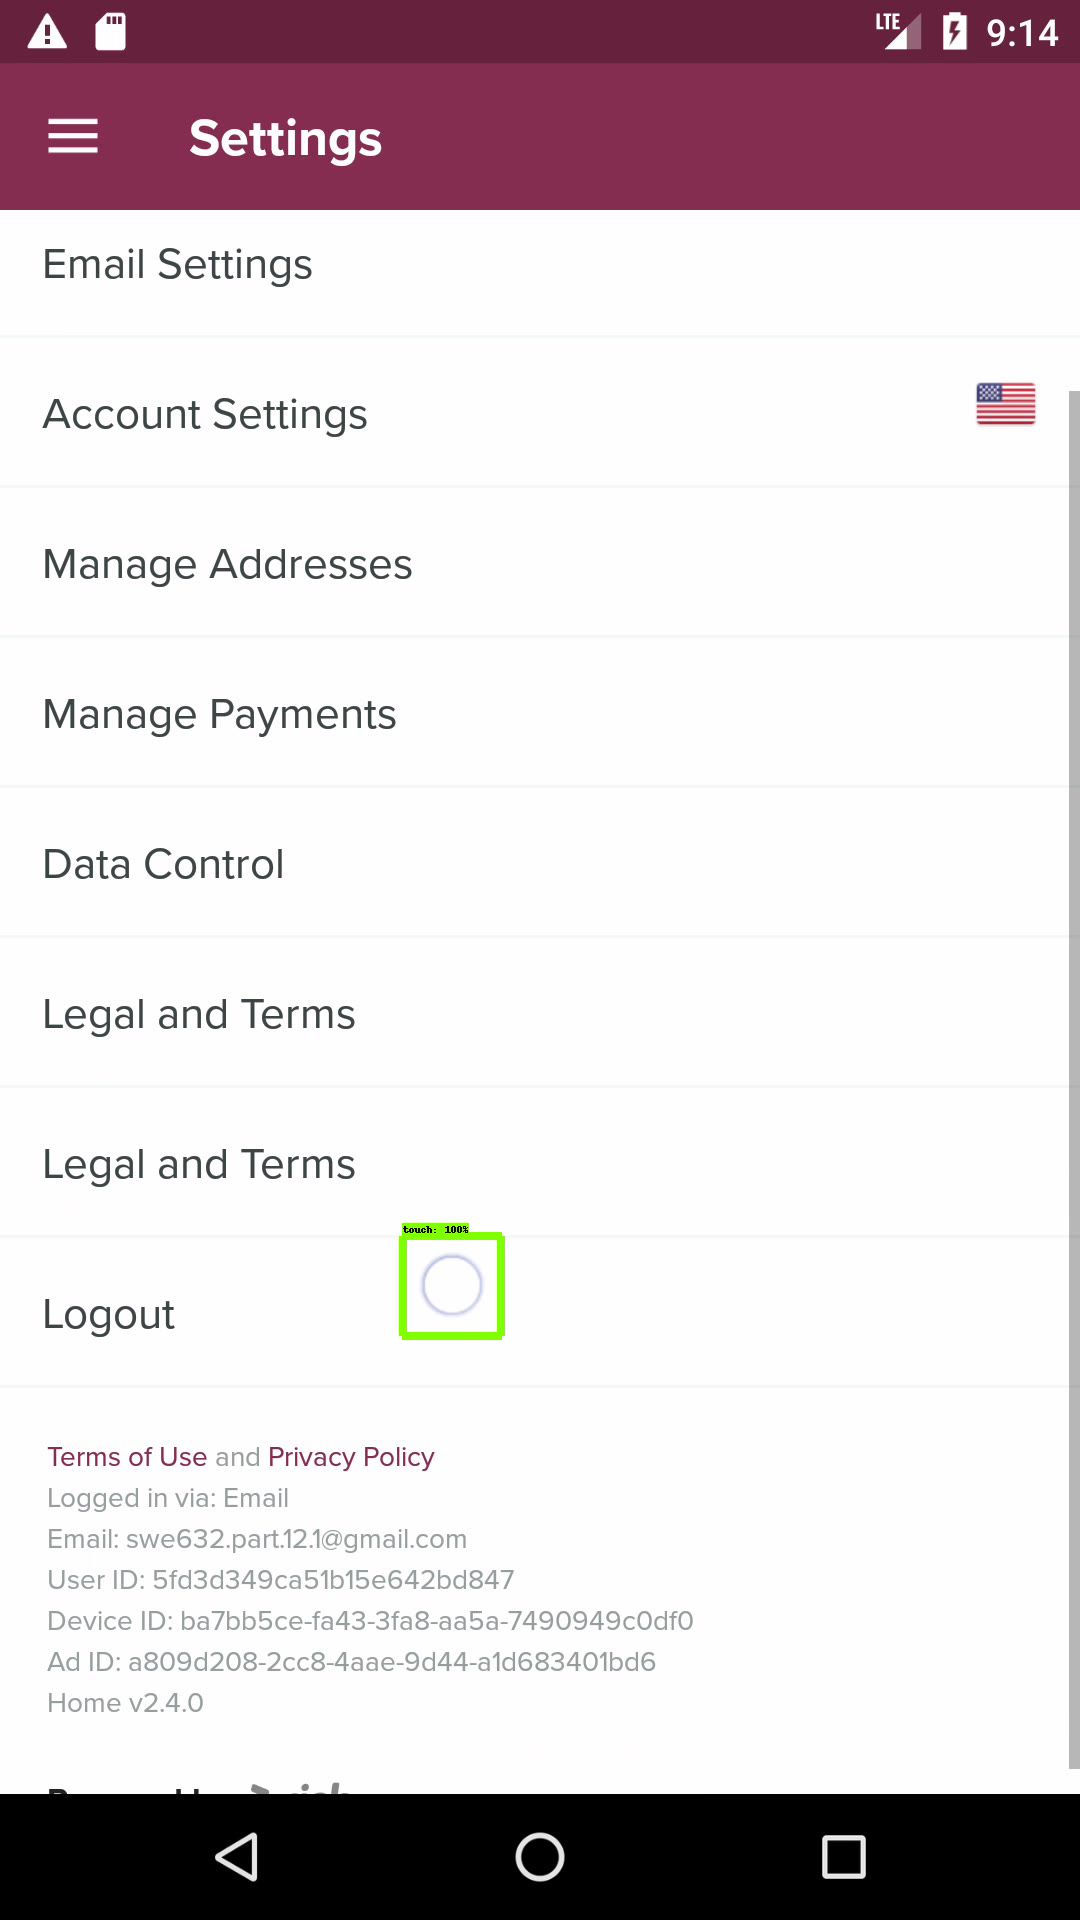 LTE 9:14
Settings
Email Settings
Account Settings
Manage Addresses
Manage Payments
Data Control
Legal and Terms
Legal and Terms
touch: 100%
Logout
Terms of Use and Privacy Policy
Logged in via: Email
Email: swe632.part.12.1@gmail.com
User ID: 5fd3d349ca51b15e642bd847
Device ID: ba7bb5ce-fa43-3fa8-aa5a-7490949c0df0
Ad ID: a809d208-2cc8-4aae-9d44-a1d683401bd6
Home v2.4.0